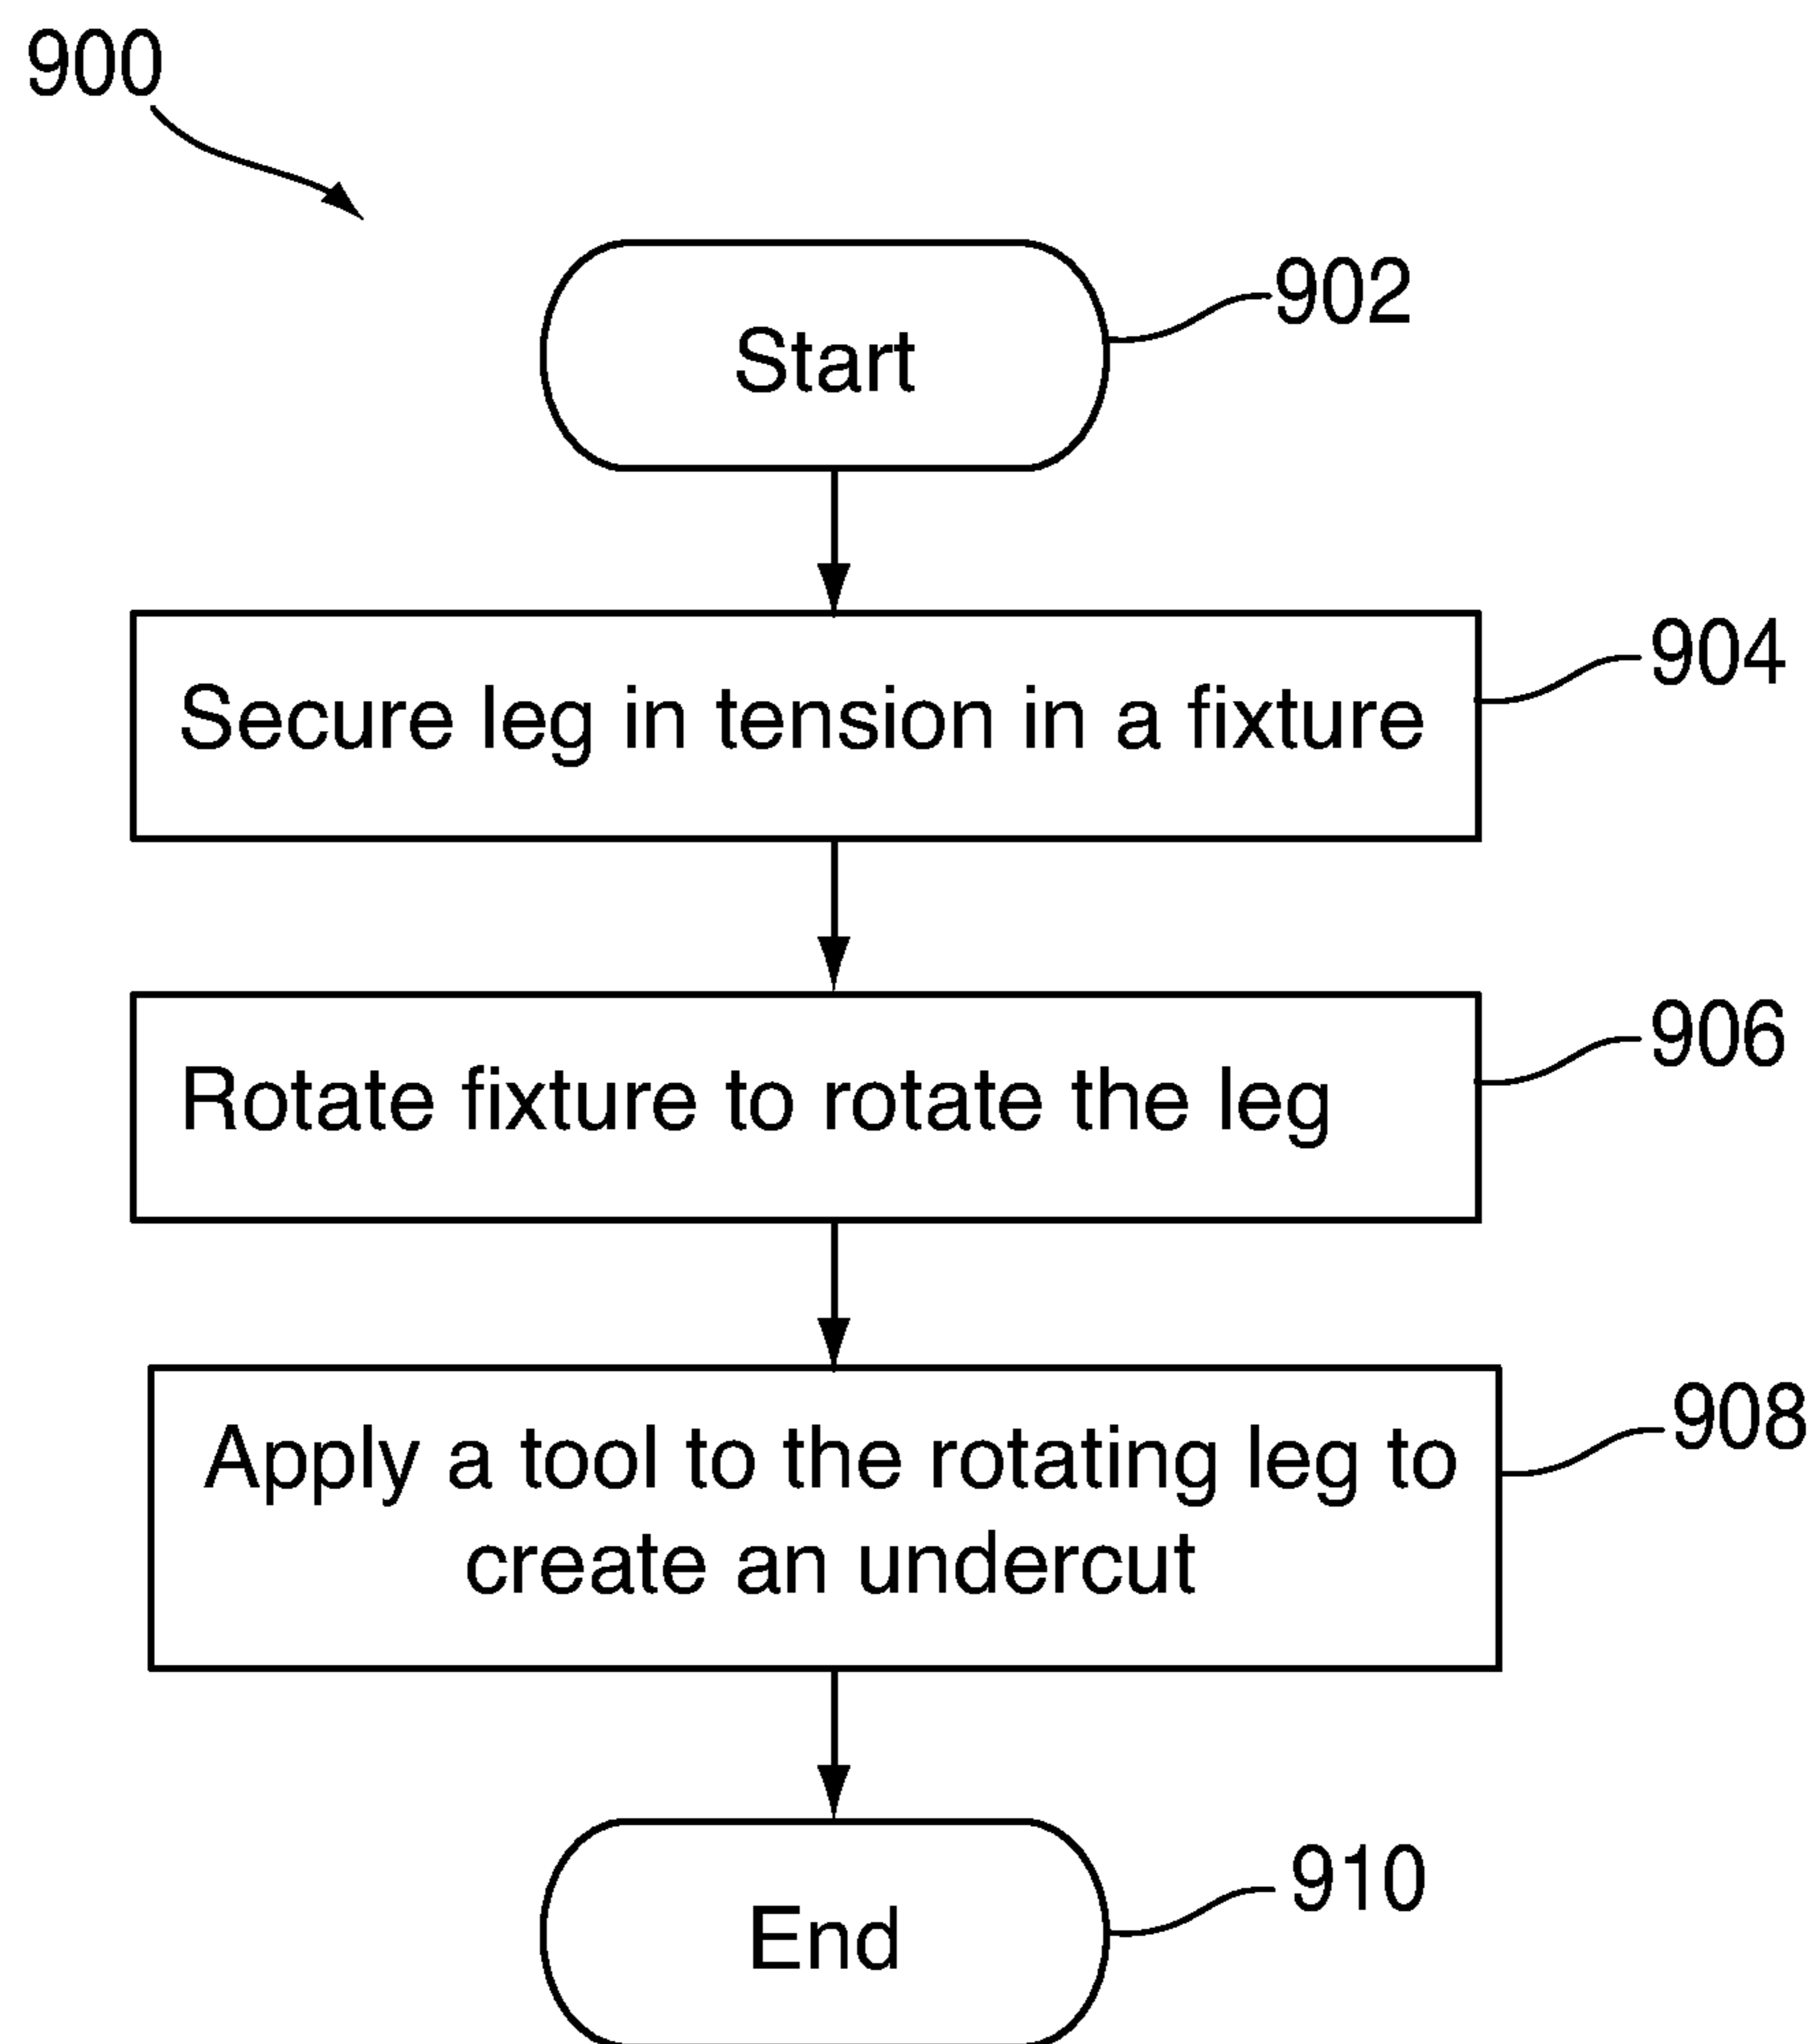 900
Start
902
Secure leg in tension in a fixture
904
Rotate fixture to rotate the leg
906
Apply a tool to the rotating leg to
create an undercut
908
End
910